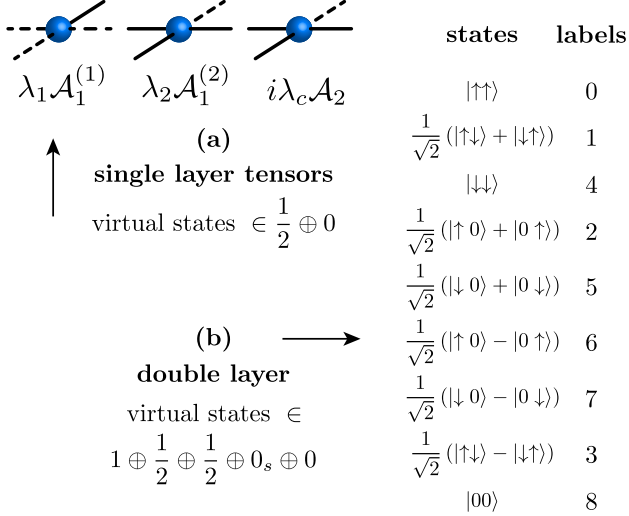 λ₁𝒜₁⁽¹⁾ λ₂𝒜₁⁽²⁾ iλ_c𝒜₂
(a)
single layer tensors
virtual states ∈ 1/2 ⊕ 0
(b)
double layer
virtual states ∈
1 ⊕ 1/2 ⊕ 1/2 ⊕ 0ₛ ⊕ 0
states labels
|↑↑⟩ 0
1/√2 (|↑↓⟩ + |↓↑⟩) 1
|↓↓⟩ 4
1/√2 (|↑ 0⟩ + |0 ↑⟩) 2
1/√2 (|↓ 0⟩ + |0 ↓⟩) 5
1/√2 (|↑ 0⟩ − |0 ↑⟩) 6
1/√2 (|↓ 0⟩ − |0 ↓⟩) 7
1/√2 (|↑↓⟩ − |↓↑⟩) 3
|00⟩ 8